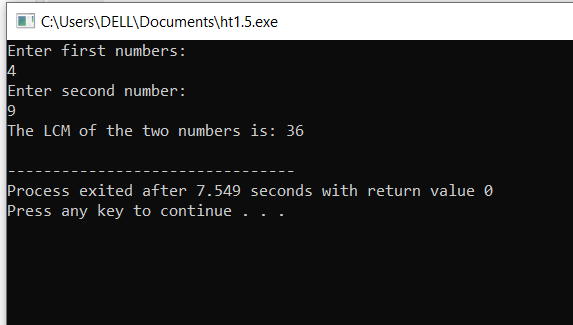 C:\Users\DELL\Documents\ht1.5.exe
Enter first numbers:
4
Enter second number:
9
The LCM of the two numbers is: 36
--------------------------------
Process exited after 7.549 seconds with return value 0
Press any key to continue . . .